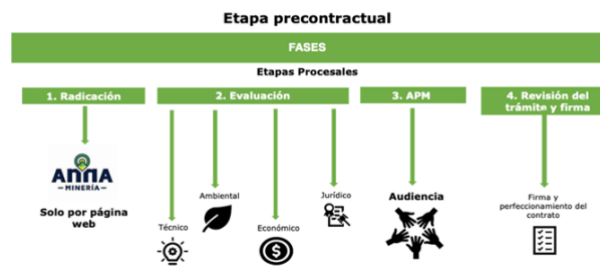 Etapa precontractual
FASES
Etapas Procesales
1. Radicación
2. Evaluación
3. APM
4. Revisión del
trámite y firma
ANNA
MINERÍA
Solo por página
web
Técnico
Ambiental
Económico
Jurídico
Audiencia
Firma y
perfeccionamiento del
contrato